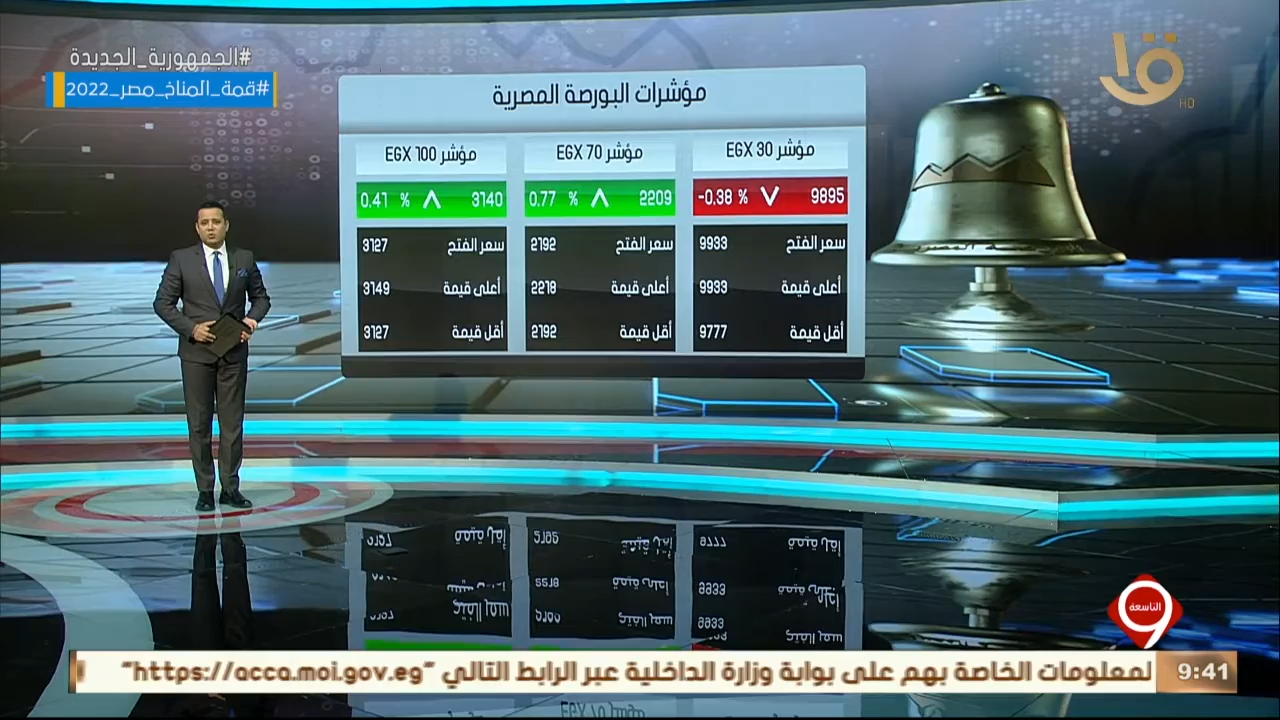 #الجمهورية_الجديدة
#قمة_المناخ_مصر_2022
HD
مؤشرات البورصة المصرية
مؤشر EGX 30
9895 -0,38 %
سعر الفتح 9933
أعلى قيمة 9933
أقل قيمة 9777
مؤشر EGX 70
2209 0,77 %
سعر الفتح 2192
أعلى قيمة 2218
أقل قيمة 2192
مؤشر EGX 100
3140 0.41 %
سعر الفتح 3127
أعلى قيمة 3149
أقل قيمة 3127
التاسعة
9
9:41
لمعلومات الخاصة بهم على بوابة وزارة الداخلية عبر الرابط التالي "https://acca.moi.gov.eg"